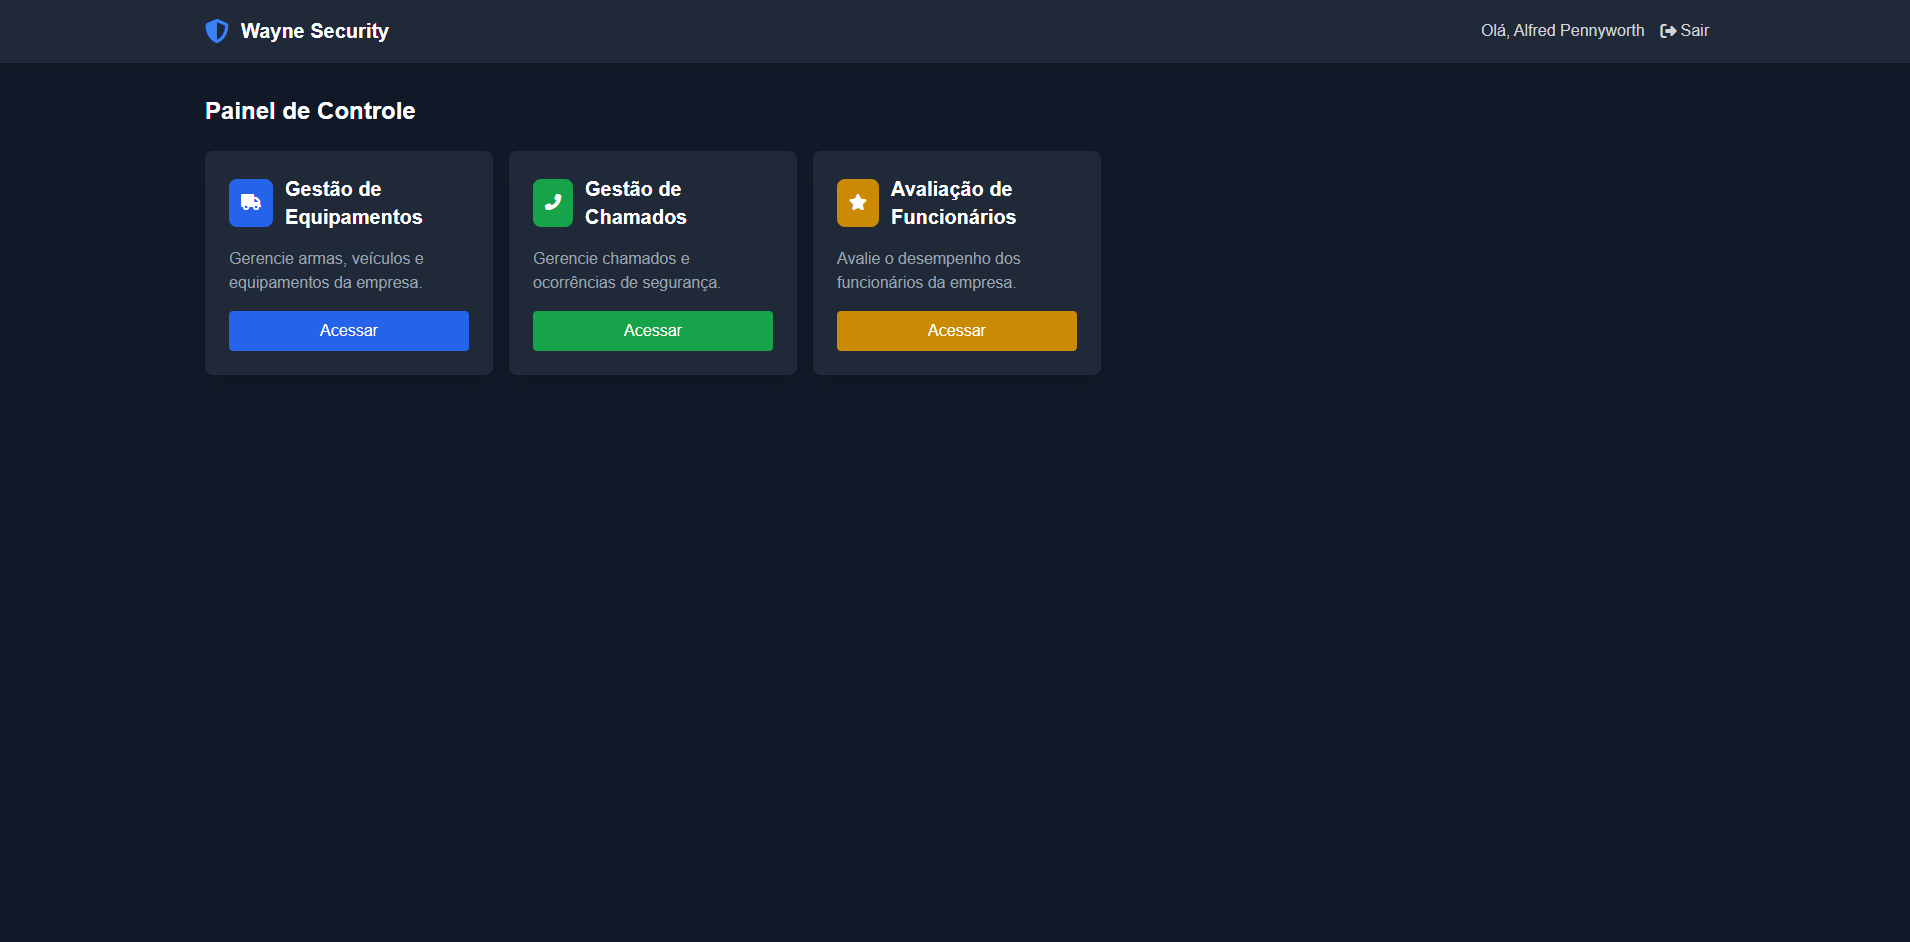 Wayne Security
Olá, Alfred Pennyworth
Sair
Painel de Controle
Gestão de
Equipamentos
Gerencie armas, veículos e
equipamentos da empresa.
Acessar
Gestão de
Chamados
Gerencie chamados e
ocorrências de segurança.
Acessar
Avaliação de
Funcionários
Avalie o desempenho dos
funcionários da empresa.
Acessar